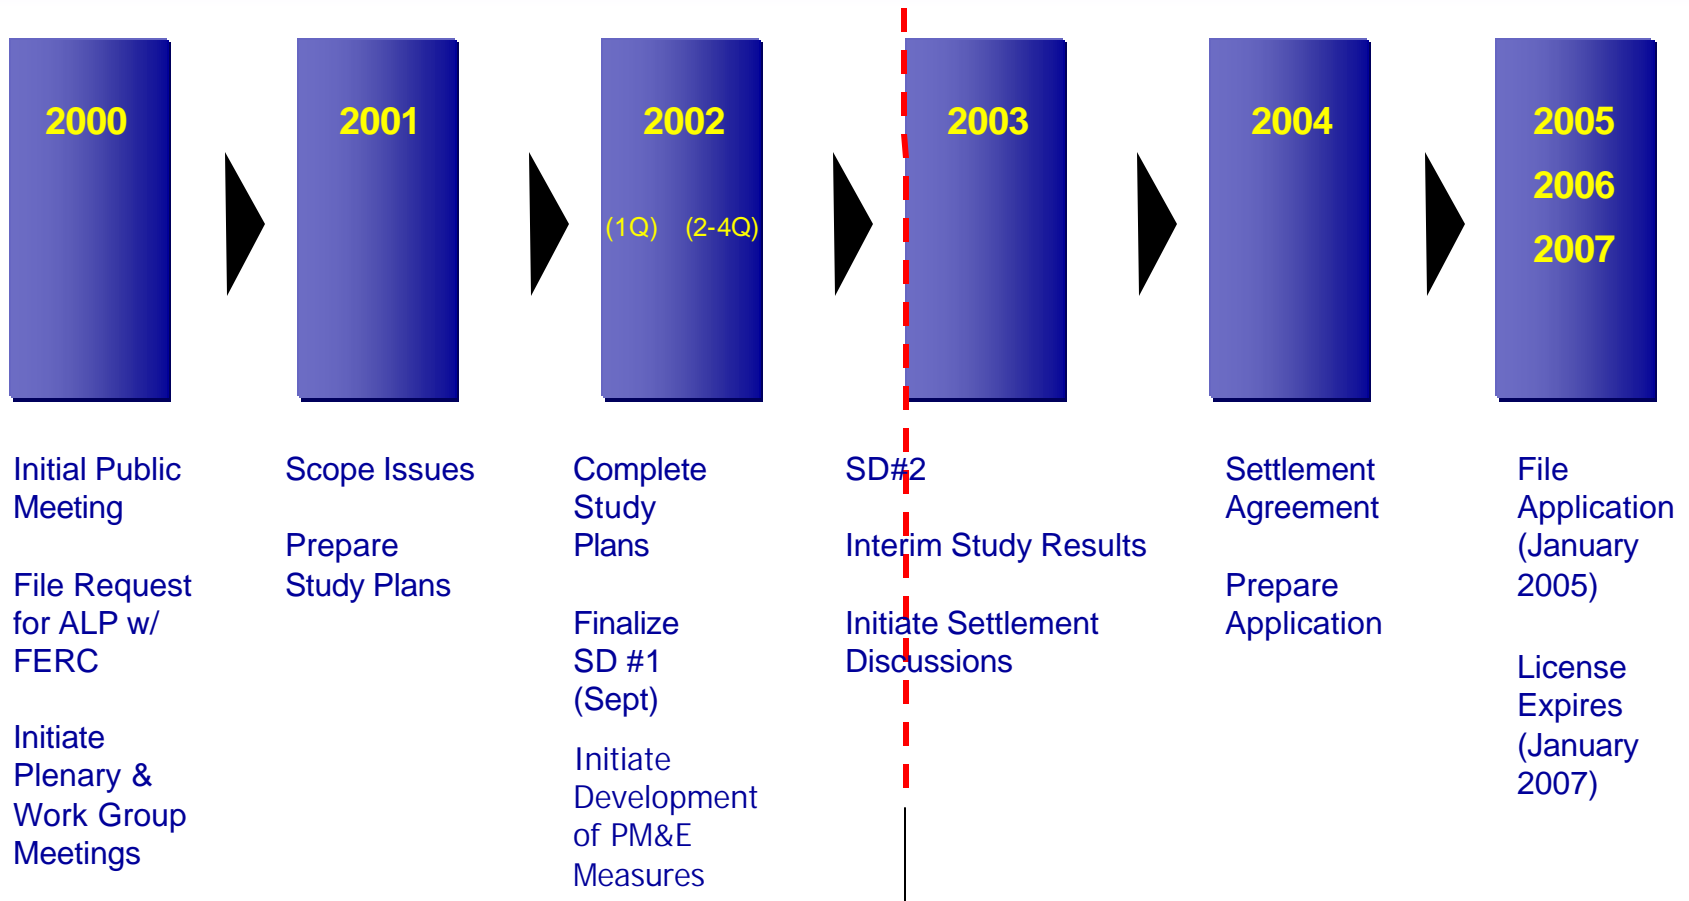 2000
2001
2002
(1Q) (2-4Q)
2003
2004
2005
2006
2007
Initial Public
Meeting
File Request
for ALP w/
FERC
Initiate
Plenary &
Work Group
Meetings
Scope Issues
Prepare
Study Plans
Complete
Study
Plans
Finalize
SD #1
(Sept)
Initiate
Development
of PM&E
Measures
SD#2
Interim Study Results
Initiate Settlement
Discussions
Settlement
Agreement
Prepare
Application
File
Application
(January
2005)
License
Expires
(January
2007)